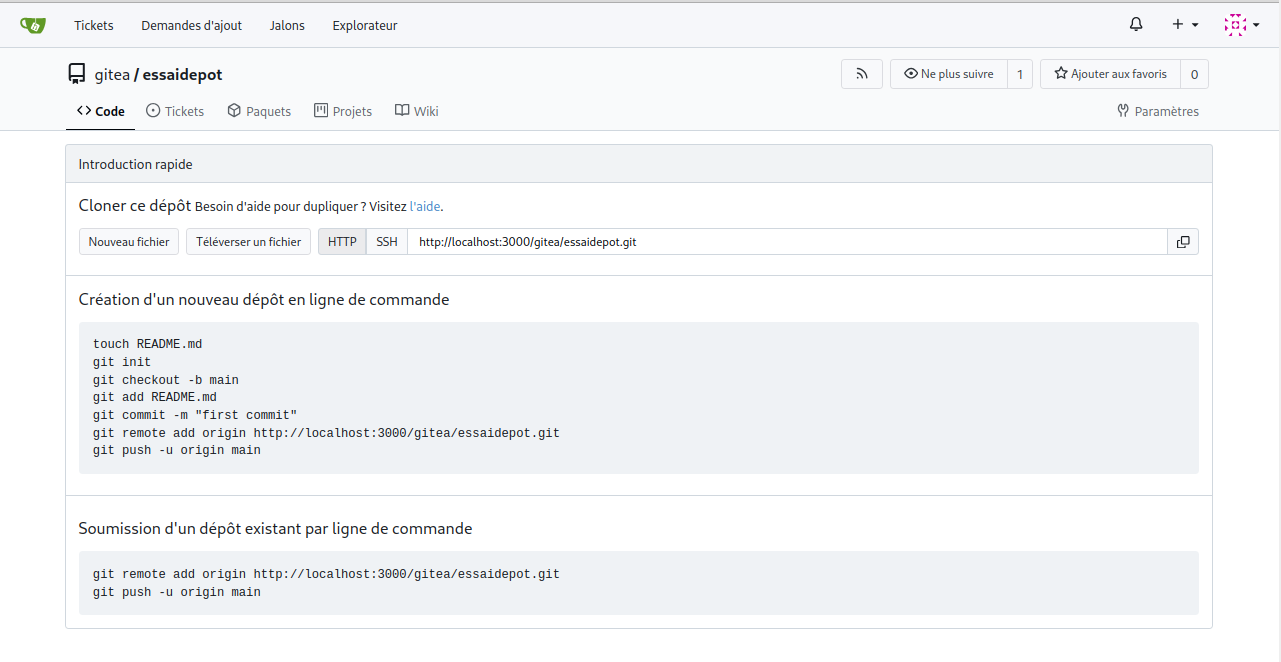 Tickets Demandes d'ajout Jalons Explorateur
gitea / essaidepot Ne plus suivre 1 Ajouter aux favoris 0
Code Tickets Paquets Projets Wiki Paramètres
Introduction rapide
Cloner ce dépôt Besoin d'aide pour dupliquer ? Visitez l'aide.
Nouveau fichier Téléverser un fichier HTTP SSH http://localhost:3000/gitea/essaidepot.git
Création d'un nouveau dépôt en ligne de commande
touch README.md
git init
git checkout -b main
git add README.md
git commit -m "first commit"
git remote add origin http://localhost:3000/gitea/essaidepot.git
git push -u origin main
Soumission d'un dépôt existant par ligne de commande
git remote add origin http://localhost:3000/gitea/essaidepot.git
git push -u origin main